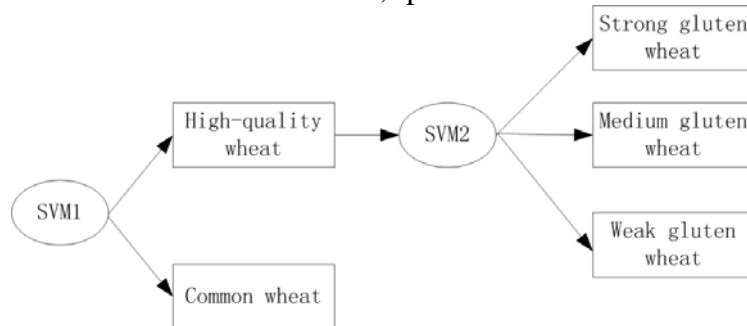 Strong gluten
wheat
High-quality
wheat
SVM2
Medium gluten
wheat
SVM1
Weak gluten
wheat
Common wheat